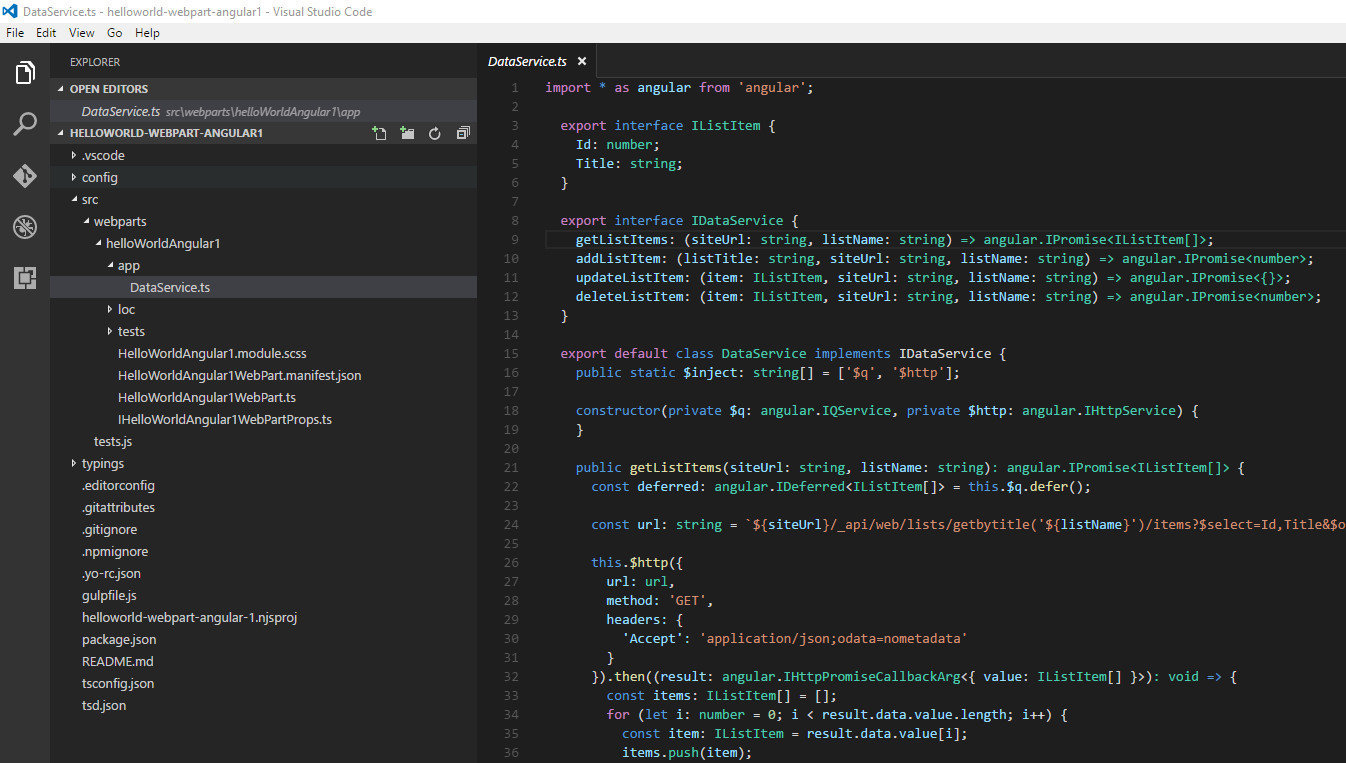 DataService.ts - helloworld-webpart-angular1 - Visual Studio Code
File Edit View Go Help
EXPLORER
OPEN EDITORS
DataService.ts src\webparts\helloWorldAngular1\app
HELLOWORLD-WEBPART-ANGULAR1
.vscode
config
src
webparts
helloWorldAngular1
app
DataService.ts
loc
tests
HelloWorldAngular1.module.scss
HelloWorldAngular1WebPart.manifest.json
HelloWorldAngular1WebPart.ts
IHelloWorldAngular1WebPartProps.ts
tests.js
typings
.editorconfig
.gitattributes
.gitignore
.npmignore
.yo-rc.json
gulpfile.js
helloworld-webpart-angular-1.njsproj
package.json
README.md
tsconfig.json
tsd.json
DataService.ts ×
1 import * as angular from 'angular';
2
3 export interface IListItem {
4 Id: number;
5 Title: string;
6 }
7
8 export interface IDataService {
9 getListItems: (siteUrl: string, listName: string) => angular.IPromise<IListItem[]>;
10 addListItem: (listTitle: string, siteUrl: string, listName: string) => angular.IPromise<number>;
11 updateListItem: (item: IListItem, siteUrl: string, listName: string) => angular.IPromise<{}>;
12 deleteListItem: (item: IListItem, siteUrl: string, listName: string) => angular.IPromise<number>;
13 }
14
15 export default class DataService implements IDataService {
16 public static $inject: string[] = ['$q', '$http'];
17
18 constructor(private $q: angular.IQService, private $http: angular.IHttpService) {
19 }
20
21 public getListItems(siteUrl: string, listName: string): angular.IPromise<IListItem[]> {
22 const deferred: angular.IDeferred<IListItem[]> = this.$q.defer();
23
24 const url: string = `${siteUrl}/_api/web/lists/getbytitle('${listName}')/items?$select=Id,Title&$o
25
26 this.$http({
27 url: url,
28 method: 'GET',
29 headers: {
30 'Accept': 'application/json;odata=nometadata'
31 }
32 }).then((result: angular.IHttpPromiseCallbackArg<{ value: IListItem[] }>): void => {
33 const items: IListItem[] = [];
34 for (let i: number = 0; i < result.data.value.length; i++) {
35 const item: IListItem = result.data.value[i];
36 items.push(item);